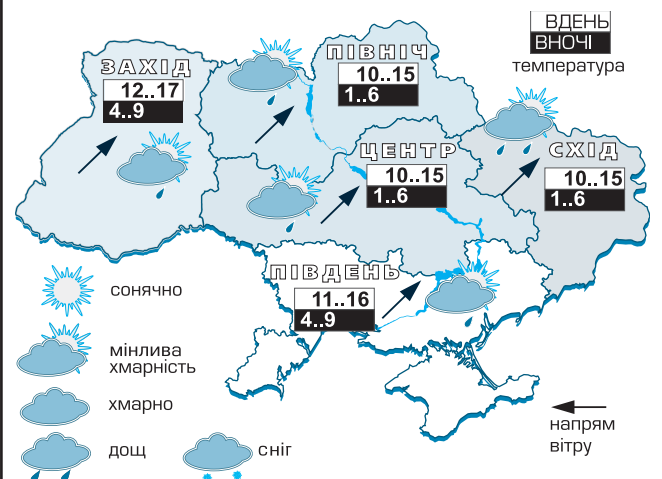 ВДЕНЬ
ВНОЧІ
температура
ЗАХІД
12..17
4..9
ПІВНІЧ
10..15
1..6
ЦЕНТР
10..15
1..6
СХІД
10..15
1..6
ПІВДЕНЬ
11..16
4..9
сонячно
мінлива
хмарність
хмарно
дощ
сніг
напрям
вітру